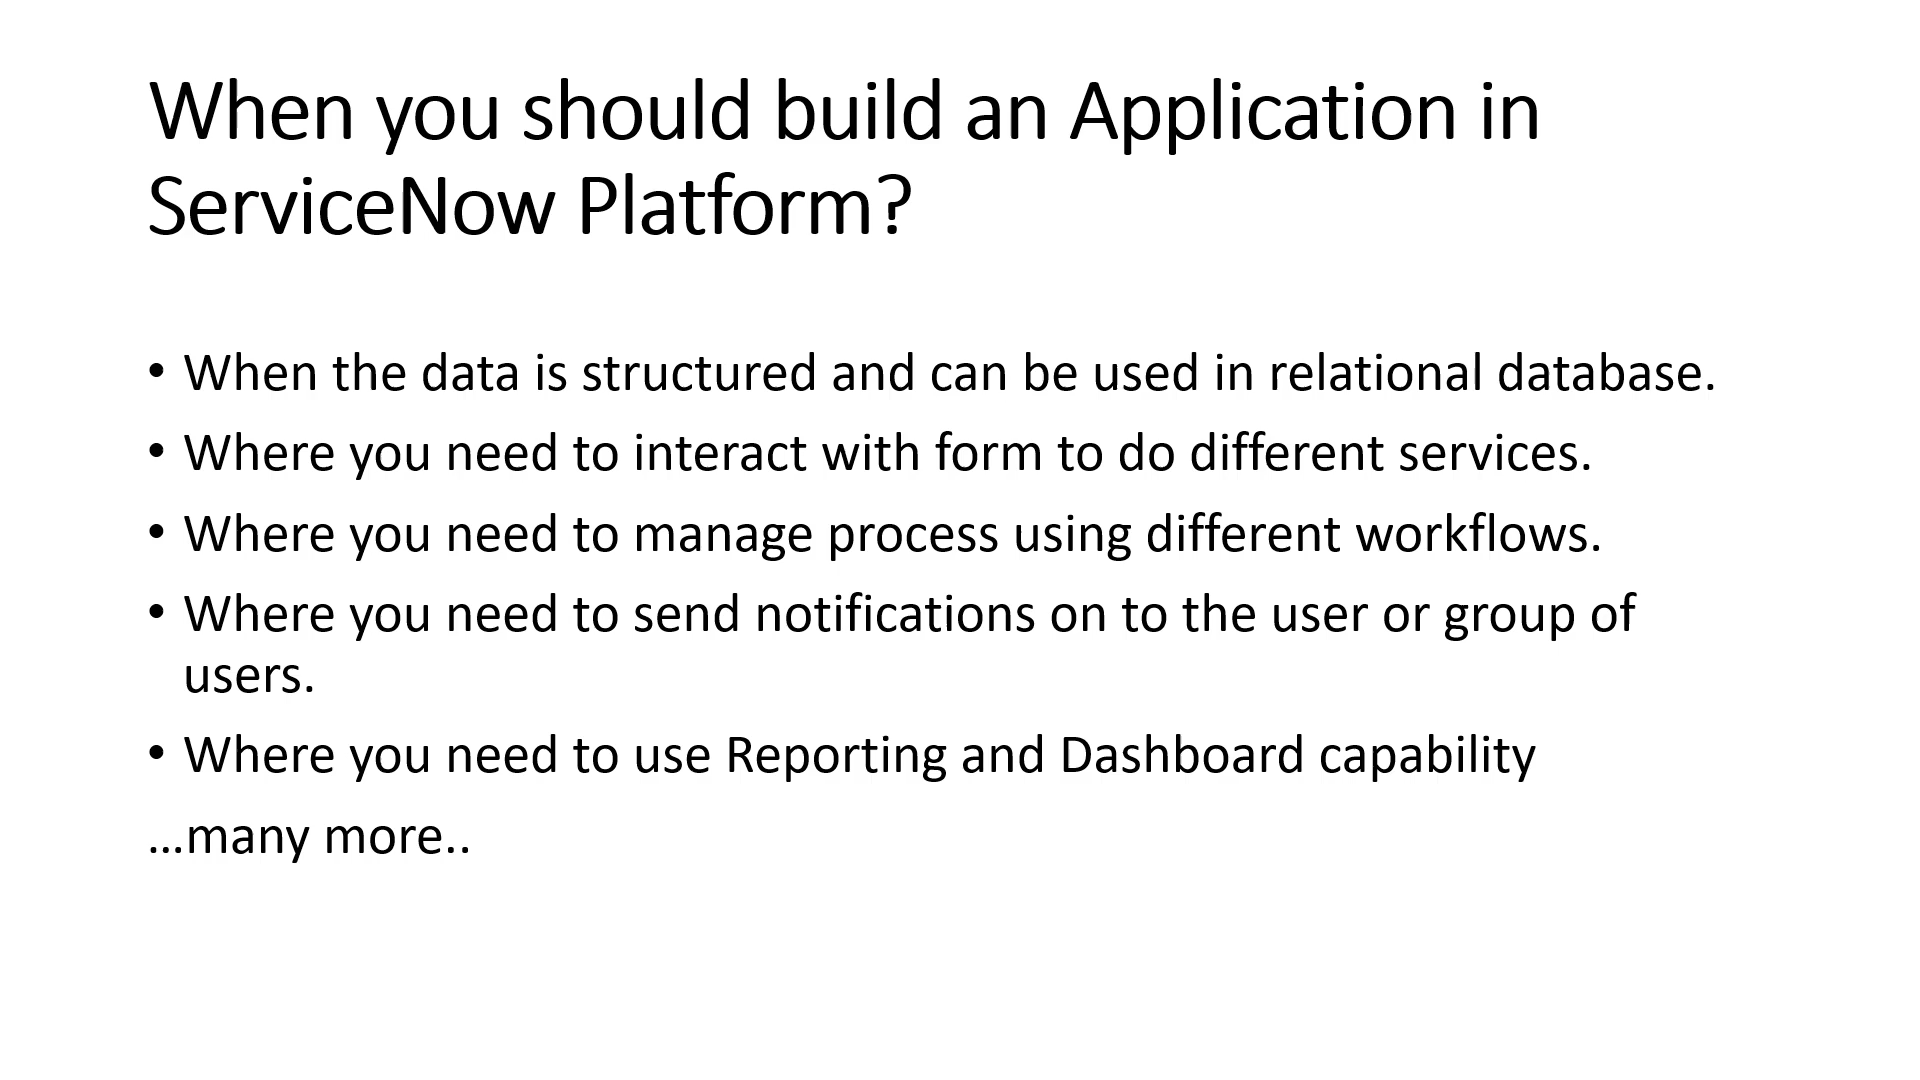 When you should build an Application in
ServiceNow Platform?
• When the data is structured and can be used in relational database.
• Where you need to interact with form to do different services.
• Where you need to manage process using different workflows.
• Where you need to send notifications on to the user or group of
users.
• Where you need to use Reporting and Dashboard capability
…many more..